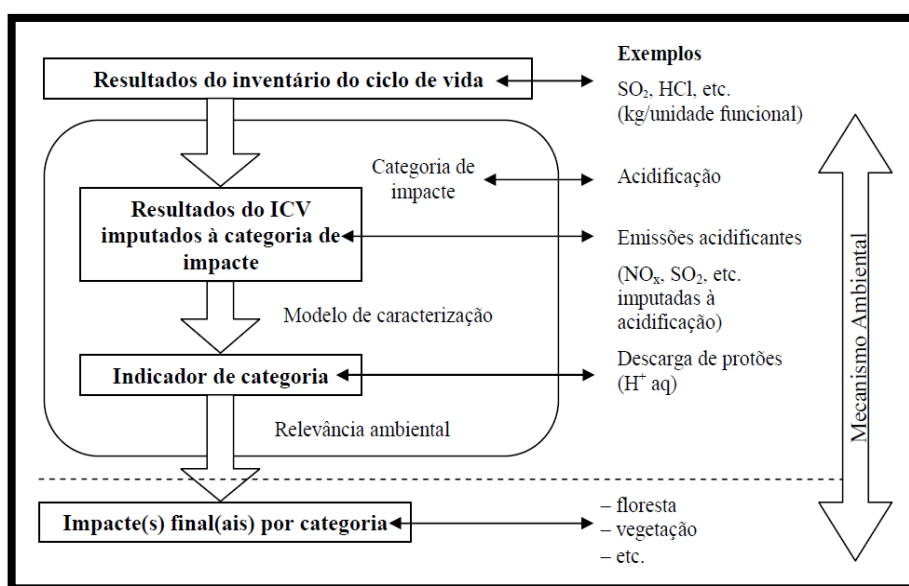 Exemplos
Resultados do inventário do ciclo de vida
SO₂, HCl, etc.
(kg/unidade funcional)
Categoria de
impacte
Acidificação
Resultados do ICV
imputados à categoria de
impacte
Emissões acidificantes
(NOₓ, SO₂, etc.
imputadas à
acidificação)
Modelo de caracterização
Indicador de categoria
Descarga de protões
(H⁺ aq)
Relevância ambiental
Mecanismo Ambiental
Impacte(s) final(ais) por categoria
– floresta
– vegetação
– etc.